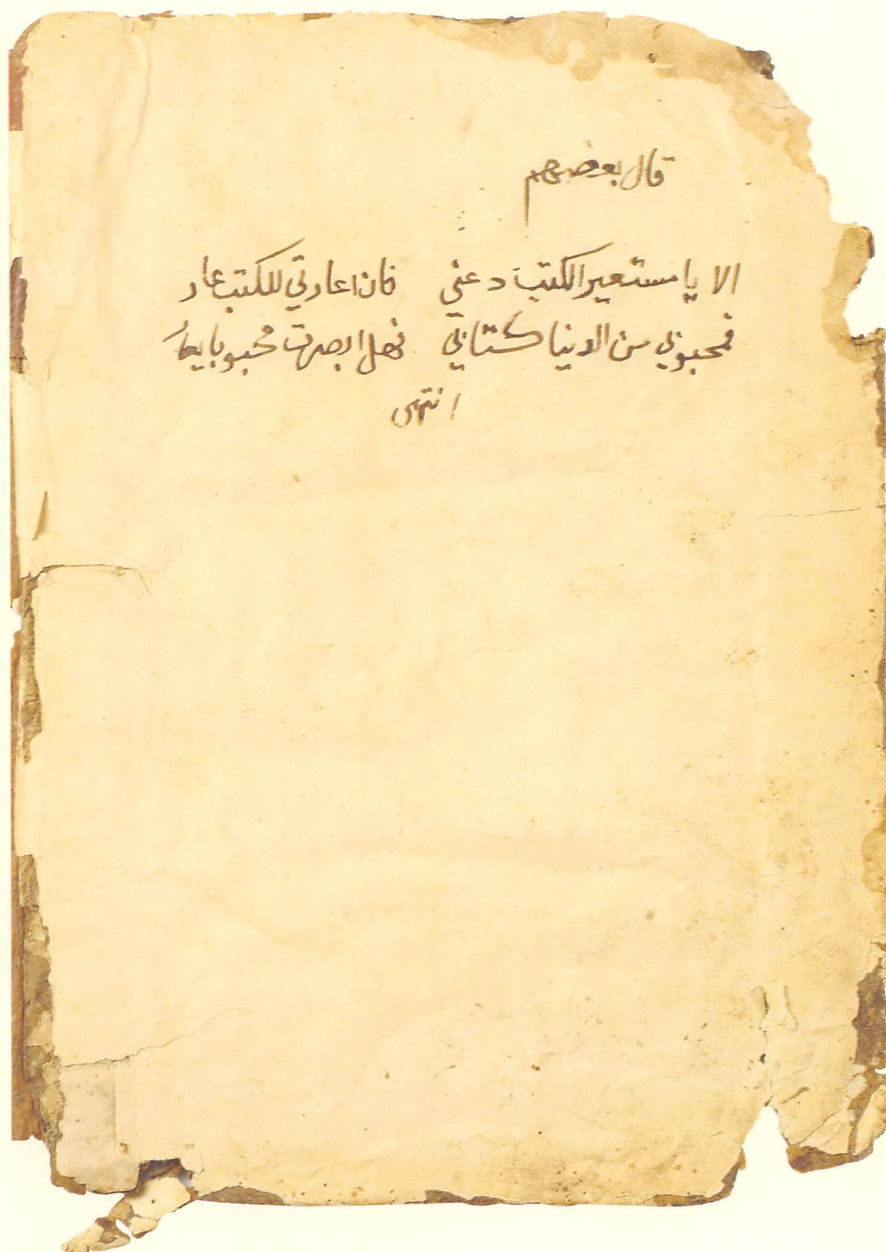 قال بعضهم
الا يا مستعير الكتب دعني فان اعارتي للكتب عار
فمحبوبي من الدنيا كتابي فهل ابصرت محبوبا يعار
انتهى